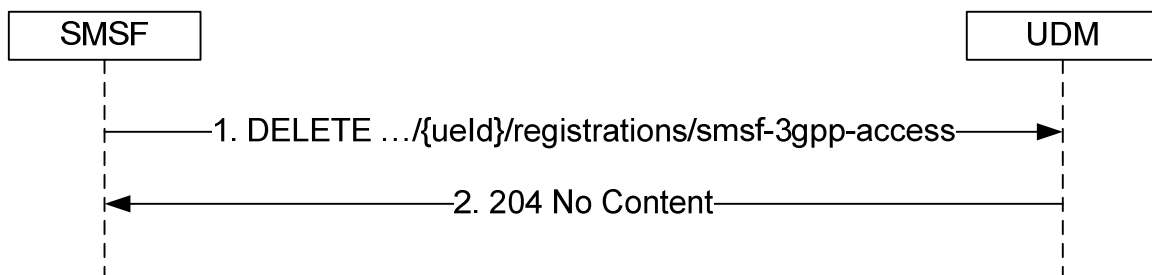 SMSF
UDM
1. DELETE …/{ueId}/registrations/smsf-3gpp-access
2. 204 No Content